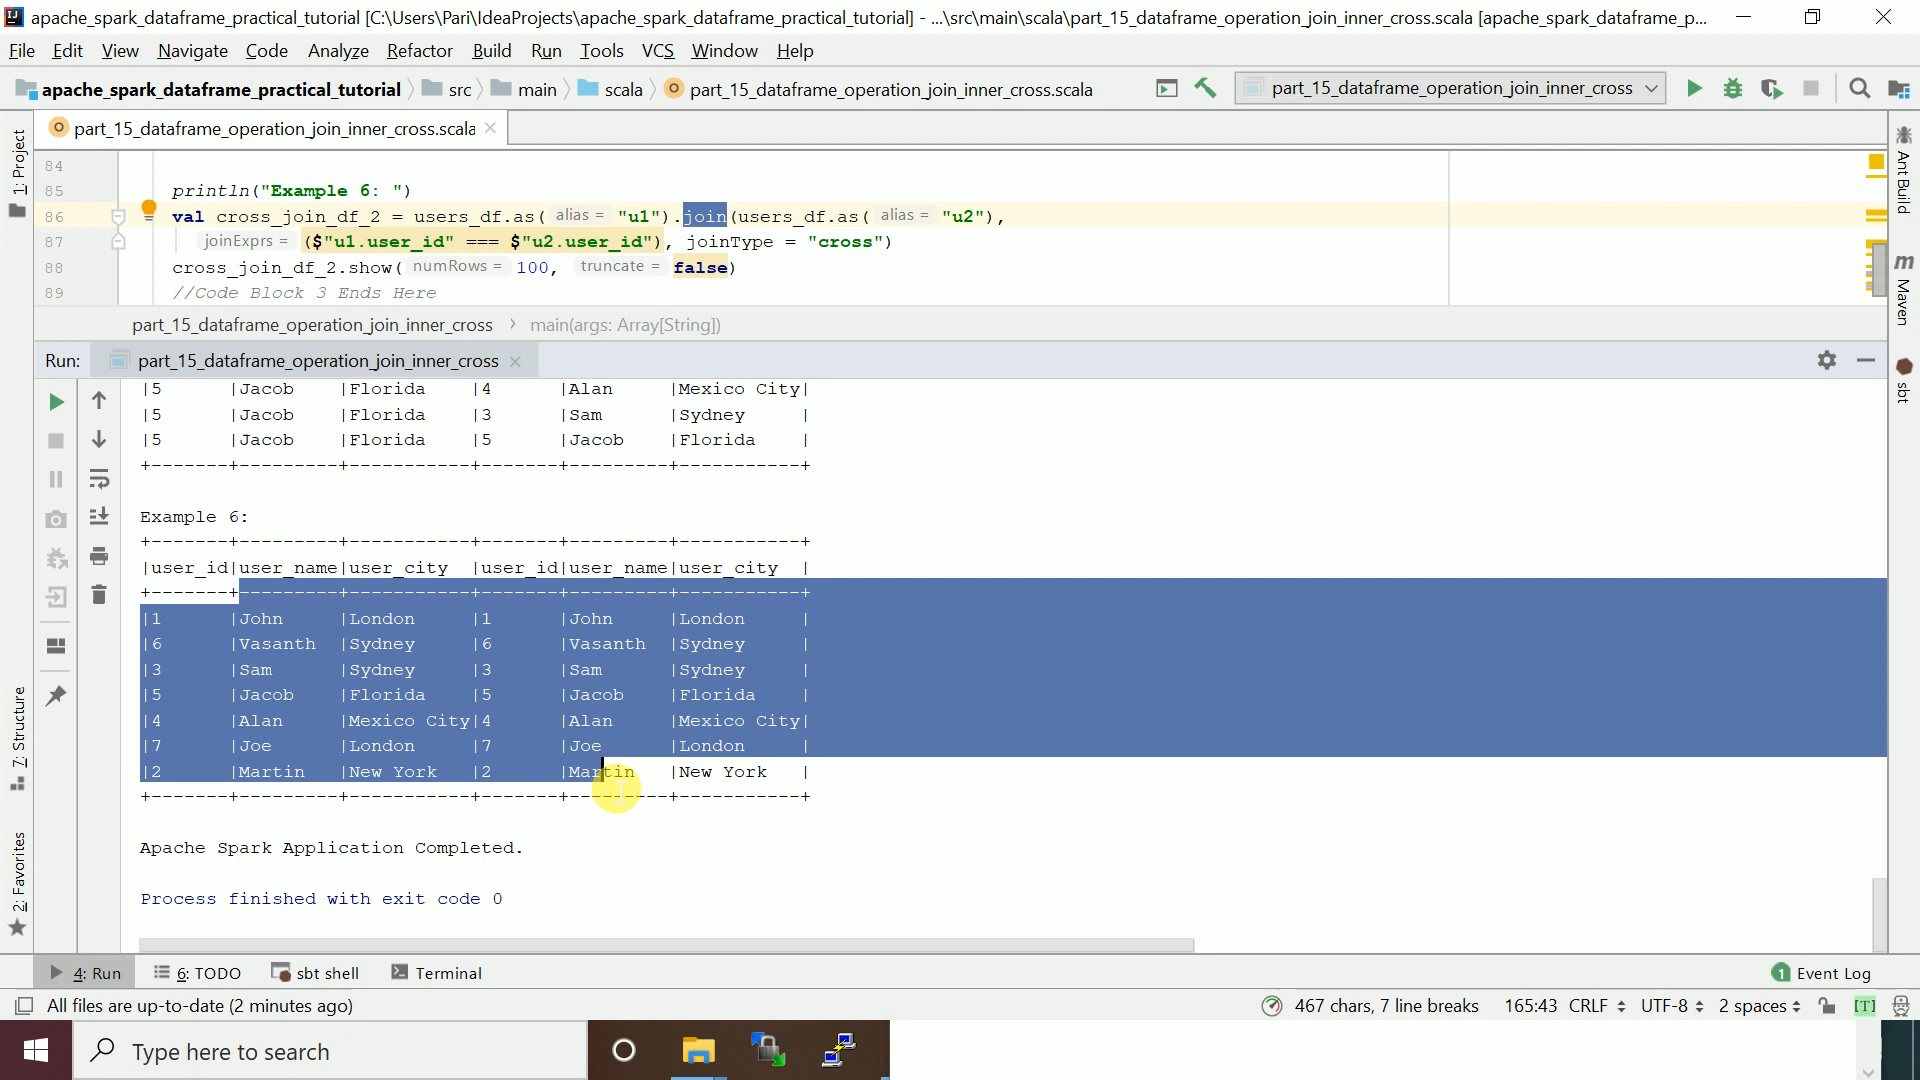 apache_spark_dataframe_practical_tutorial [C:\Users\Pari\IdeaProjects\apache_spark_dataframe_practical_tutorial] - ...\src\main\scala\part_15_dataframe_operation_join_inner_cross.scala [apache_spark_dataframe_p...
File Edit View Navigate Code Analyze Refactor Build Run Tools VCS Window Help
apache_spark_dataframe_practical_tutorial src main scala part_15_dataframe_operation_join_inner_cross.scala part_15_dataframe_operation_join_inner_cross
part_15_dataframe_operation_join_inner_cross.scala
1: Project
Ant Build
Maven
sbt
84
85 println("Example 6: ")
86 val cross_join_df_2 = users_df.as( alias = "u1").join(users_df.as( alias = "u2"),
87 joinExprs = ($"u1.user_id" === $"u2.user_id"), joinType = "cross")
88 cross_join_df_2.show( numRows = 100, truncate = false)
89 //Code Block 3 Ends Here
part_15_dataframe_operation_join_inner_cross › main(args: Array[String])
Run: part_15_dataframe_operation_join_inner_cross
|5      |Jacob    |Florida    |4      |Alan     |Mexico City|
|5      |Jacob    |Florida    |3      |Sam      |Sydney     |
|5      |Jacob    |Florida    |5      |Jacob    |Florida    |
+-------+---------+-----------+-------+---------+-----------+
Example 6:
+-------+---------+-----------+-------+---------+-----------+
|user_id|user_name|user_city  |user_id|user_name|user_city  |
+-------+---------+-----------+-------+---------+-----------+
|1      |John     |London     |1      |John     |London     |
|6      |Vasanth  |Sydney     |6      |Vasanth  |Sydney     |
|3      |Sam      |Sydney     |3      |Sam      |Sydney     |
|5      |Jacob    |Florida    |5      |Jacob    |Florida    |
|4      |Alan     |Mexico City|4      |Alan     |Mexico City|
|7      |Joe      |London     |7      |Joe      |London     |
|2      |Martin   |New York   |2      |Martin   |New York   |
+-------+---------+-----------+-------+---------+-----------+
Apache Spark Application Completed.
Process finished with exit code 0
7: Structure
2: Favorites
4: Run 6: TODO sbt shell Terminal 1 Event Log
All files are up-to-date (2 minutes ago) 467 chars, 7 line breaks 165:43 CRLF UTF-8 2 spaces [T]
Type here to search